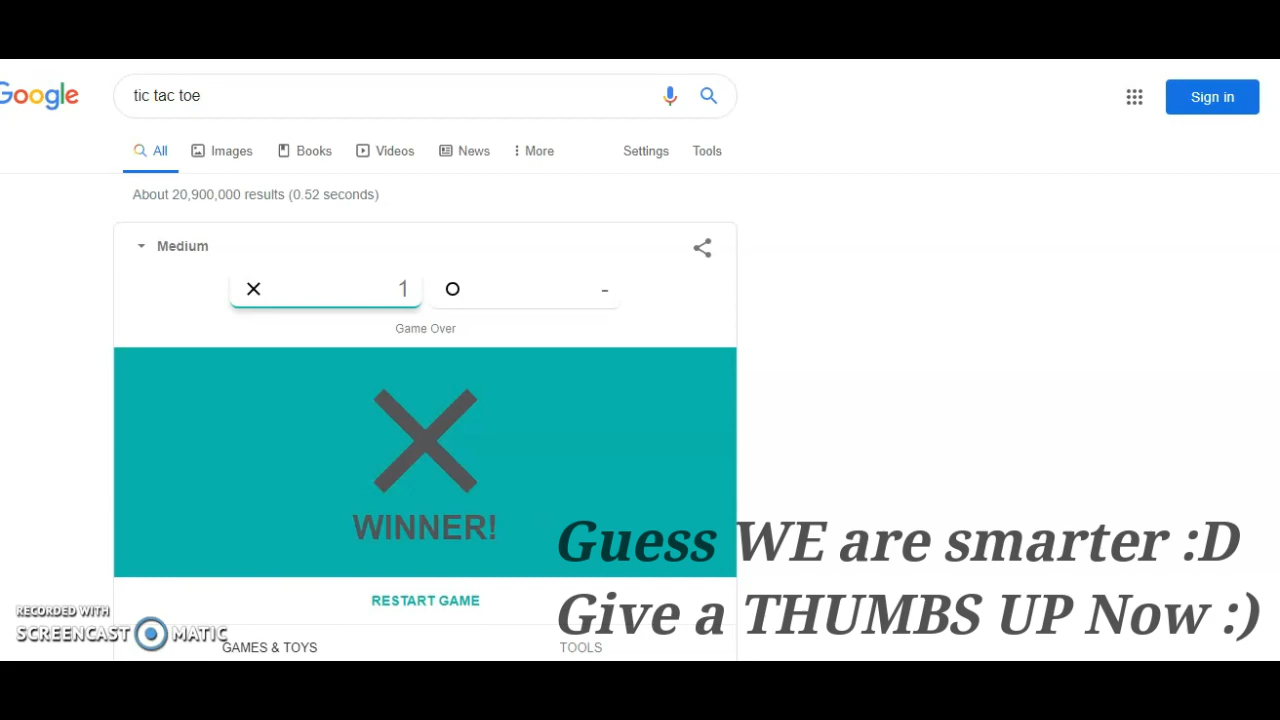 Google
tic tac toe
Sign in
All Images Books Videos News More Settings Tools
About 20,900,000 results (0.52 seconds)
Medium
1 -
Game Over
WINNER!
Guess WE are smarter :D
RESTART GAME
Give a THUMBS UP Now :)
RECORDED WITH
SCREENCAST MATIC
GAMES & TOYS TOOLS